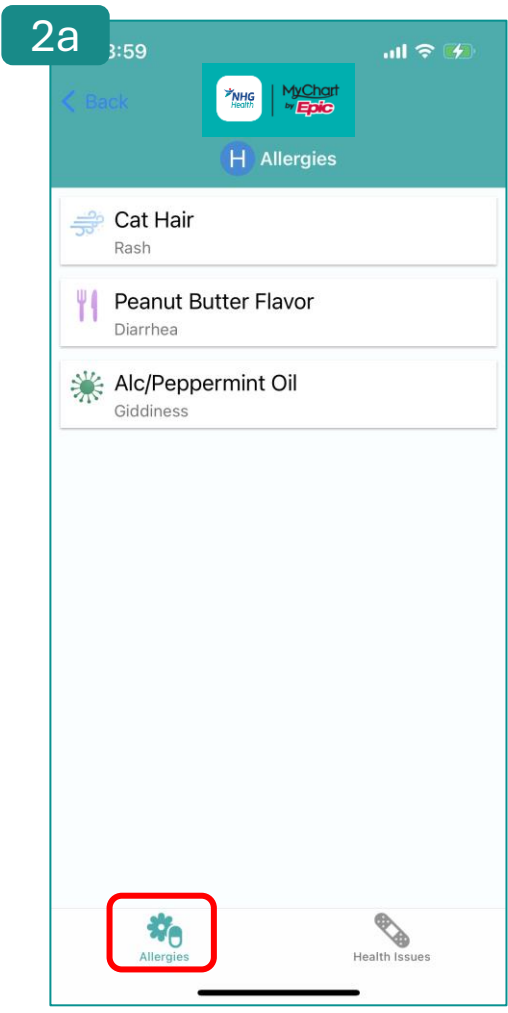 2a
:59
Back
NHG
Health
MyChart
by Epic
H Allergies
Cat Hair
Rash
Peanut Butter Flavor
Diarrhea
Alc/Peppermint Oil
Giddiness
Allergies
Health Issues